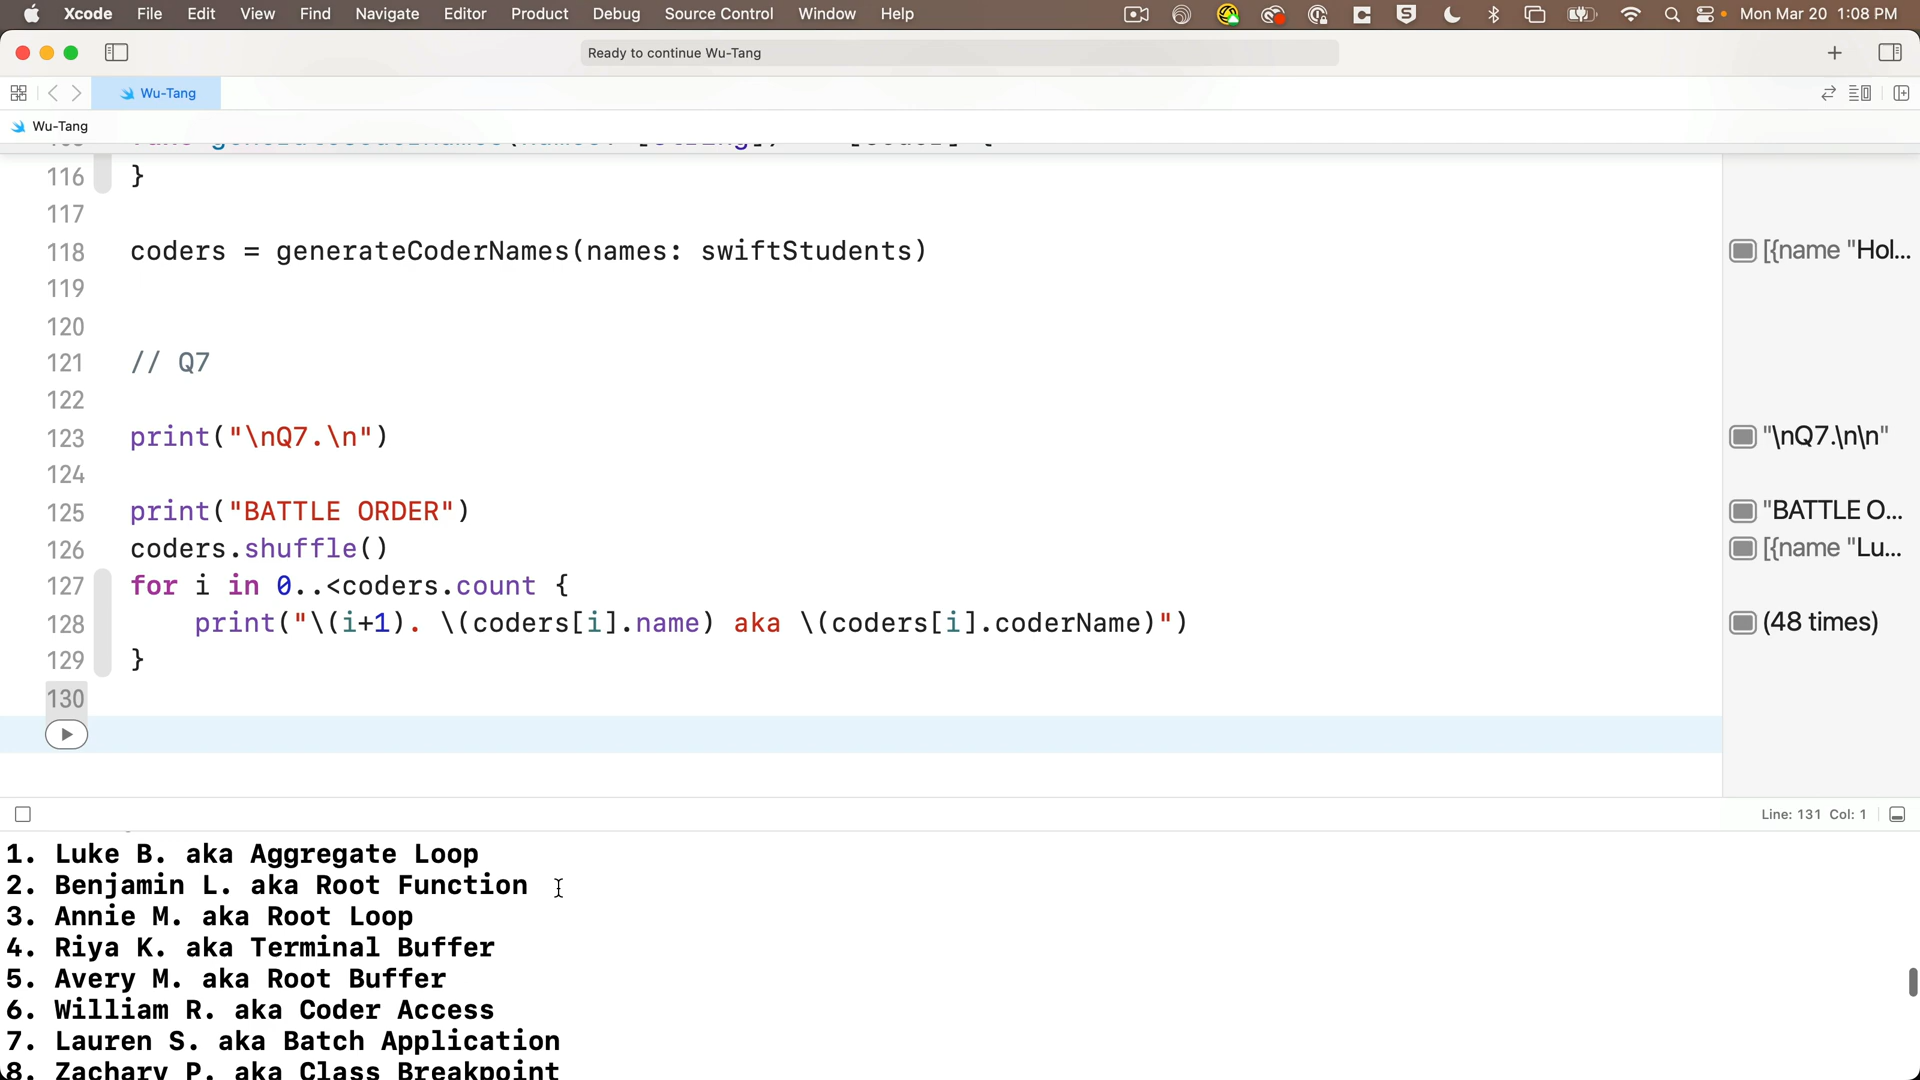 Xcode File Edit View Find Navigate Editor Product Debug Source Control Window Help Mon Mar 20 1:08 PM
Ready to continue Wu-Tang
Wu-Tang
Wu-Tang
116 }
117
118 coders = generateCoderNames(names: swiftStudents) [{name "Hol...
119
120
121 // Q7
122
123 print("\nQ7.\n") "\nQ7.\n\n"
124
125 print("BATTLE ORDER") "BATTLE O...
126 coders.shuffle() [{name "Lu...
127 for i in 0..<coders.count {
128 print("\(i+1). \(coders[i].name) aka \(coders[i].coderName)") (48 times)
129 }
130
Line: 131 Col: 1
1. Luke B. aka Aggregate Loop
2. Benjamin L. aka Root Function
3. Annie M. aka Root Loop
4. Riya K. aka Terminal Buffer
5. Avery M. aka Root Buffer
6. William R. aka Coder Access
7. Lauren S. aka Batch Application
8. Zachary P. aka Class Breakpoint